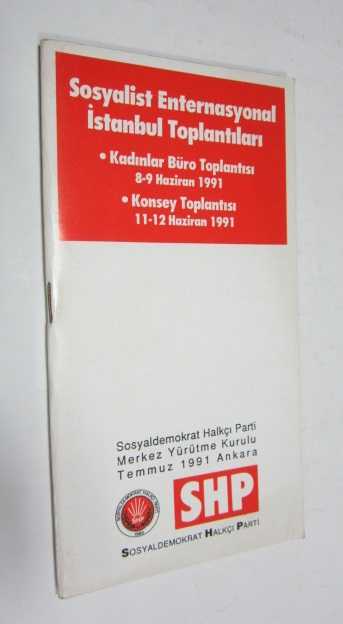 Sosyalist Enternasyonal
İstanbul Toplantıları
• Kadınlar Büro Toplantısı
8-9 Haziran 1991
• Konsey Toplantısı
11-12 Haziran 1991
Sosyaldemokrat Halkçı Parti
Merkez Yürütme Kurulu
Temmuz 1991 Ankara
SHP
SHP
SOSYALDEMOKRAT HALKÇI PARTİ